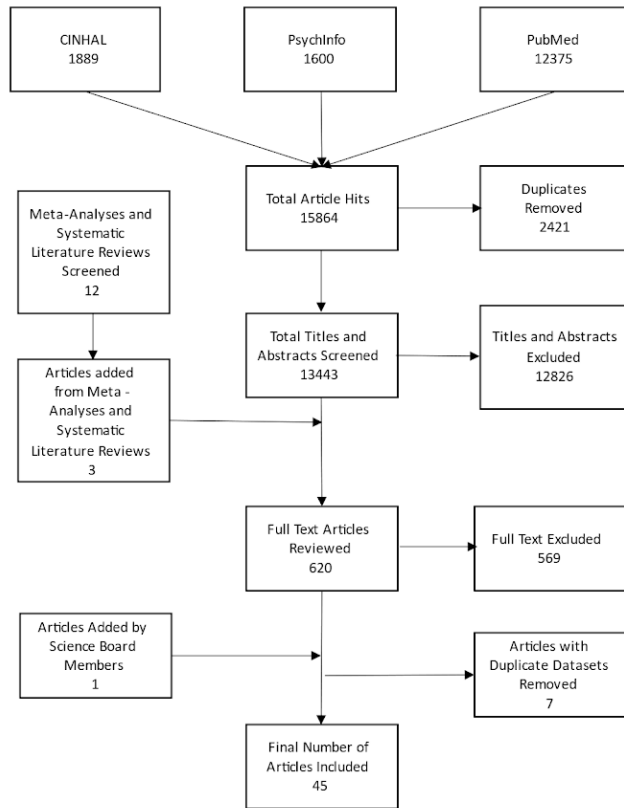 CINHAL
1889
PsychInfo
1600
PubMed
12375
Total Article Hits
15864
Duplicates
Removed
2421
Meta-Analyses and
Systematic
Literature Reviews
Screened
12
Total Titles and
Abstracts Screened
13443
Titles and Abstracts
Excluded
12826
Articles added
from Meta -
Analyses and
Systematic
Literature Reviews
3
Full Text Articles
Reviewed
620
Full Text Excluded
569
Articles Added by
Science Board
Members
1
Articles with
Duplicate Datasets
Removed
7
Final Number of
Articles Included
45